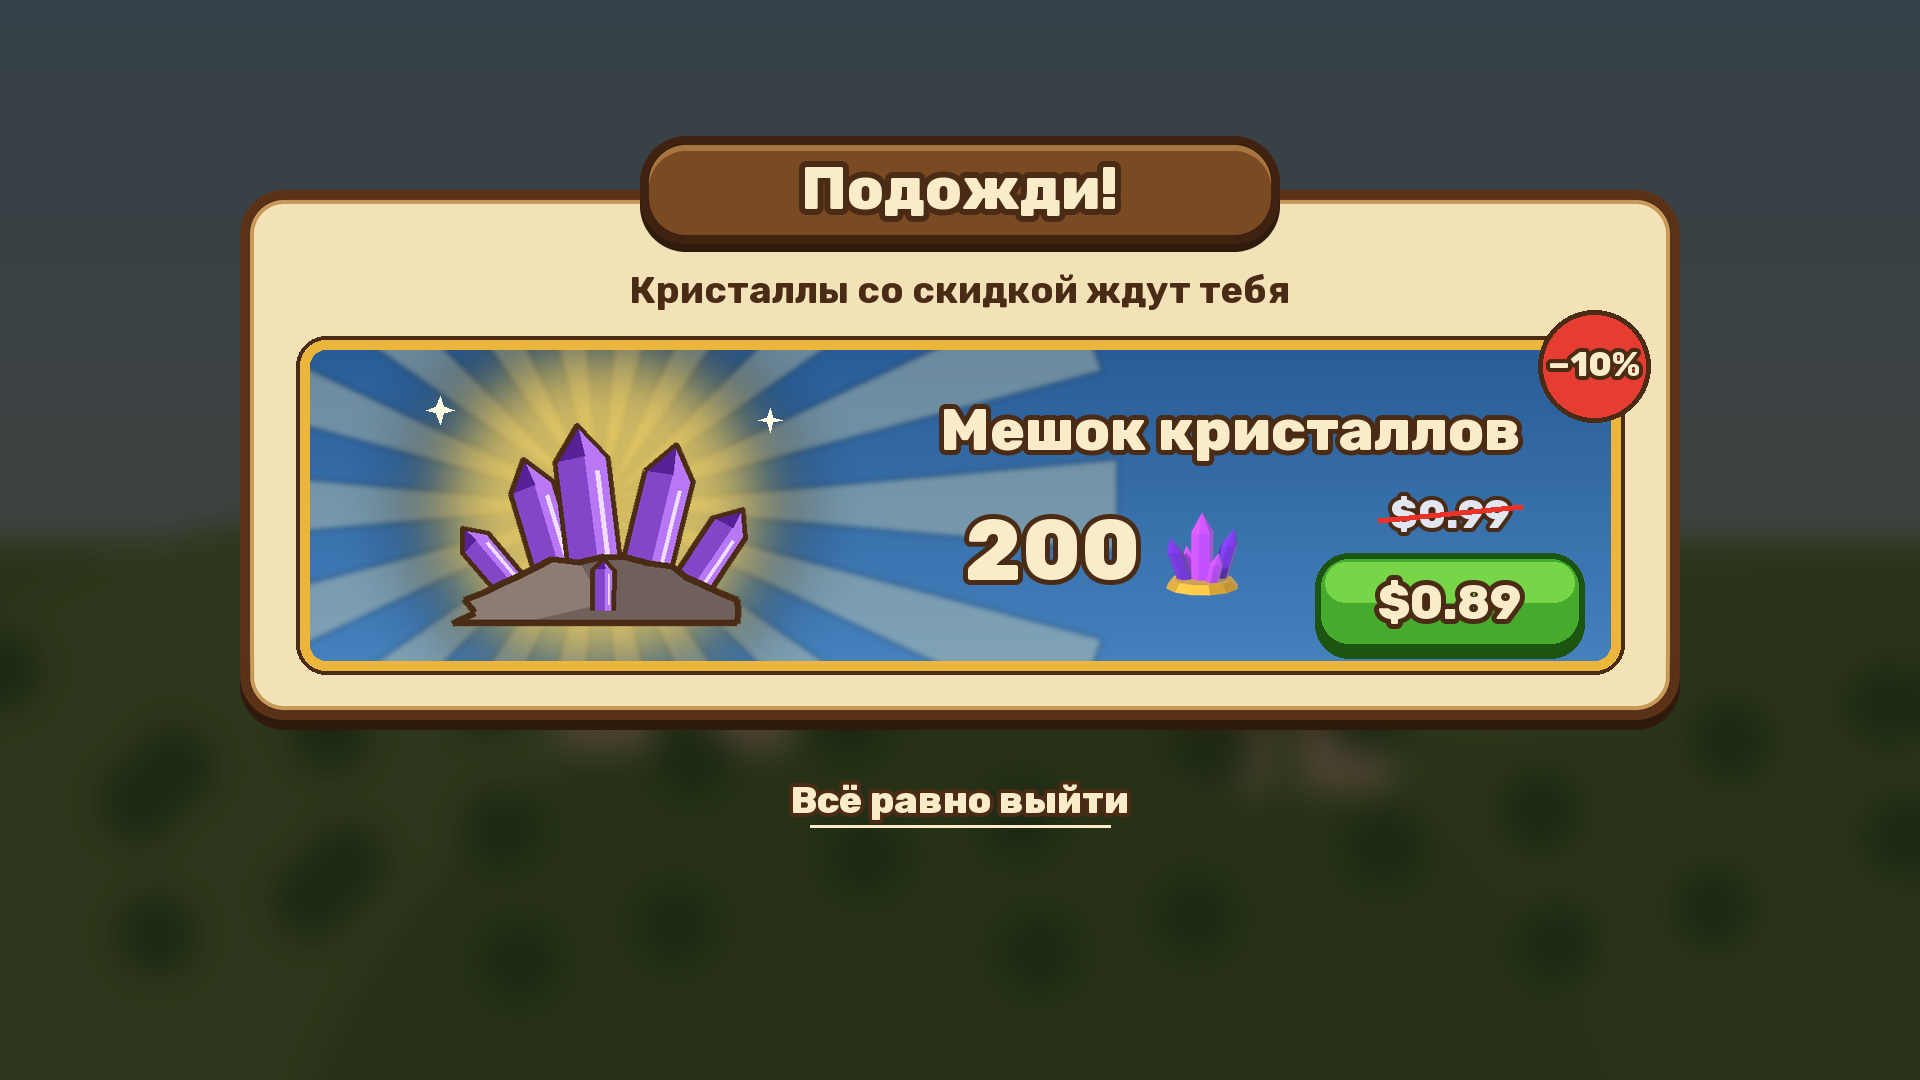 Подожди!
Кристаллы со скидкой ждут тебя
–10%
Мешок кристаллов
200
$0.99
$0.89
Всё равно выйти